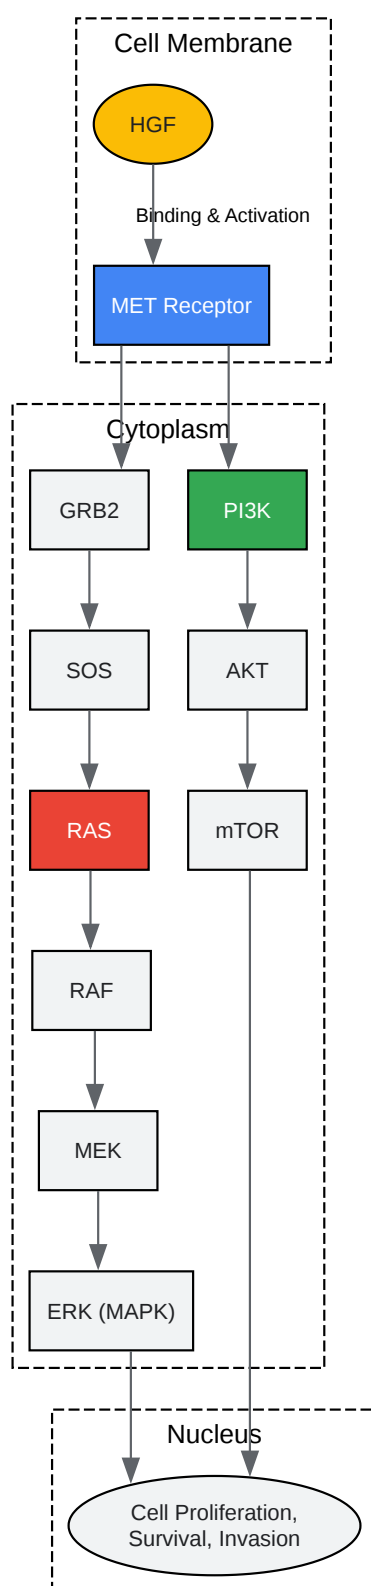 Cell Membrane
HGF
Binding & Activation
MET Receptor
Cytoplasm
GRB2
PI3K
SOS
AKT
RAS
mTOR
RAF
MEK
ERK (MAPK)
Nucleus
Cell Proliferation,
Survival, Invasion